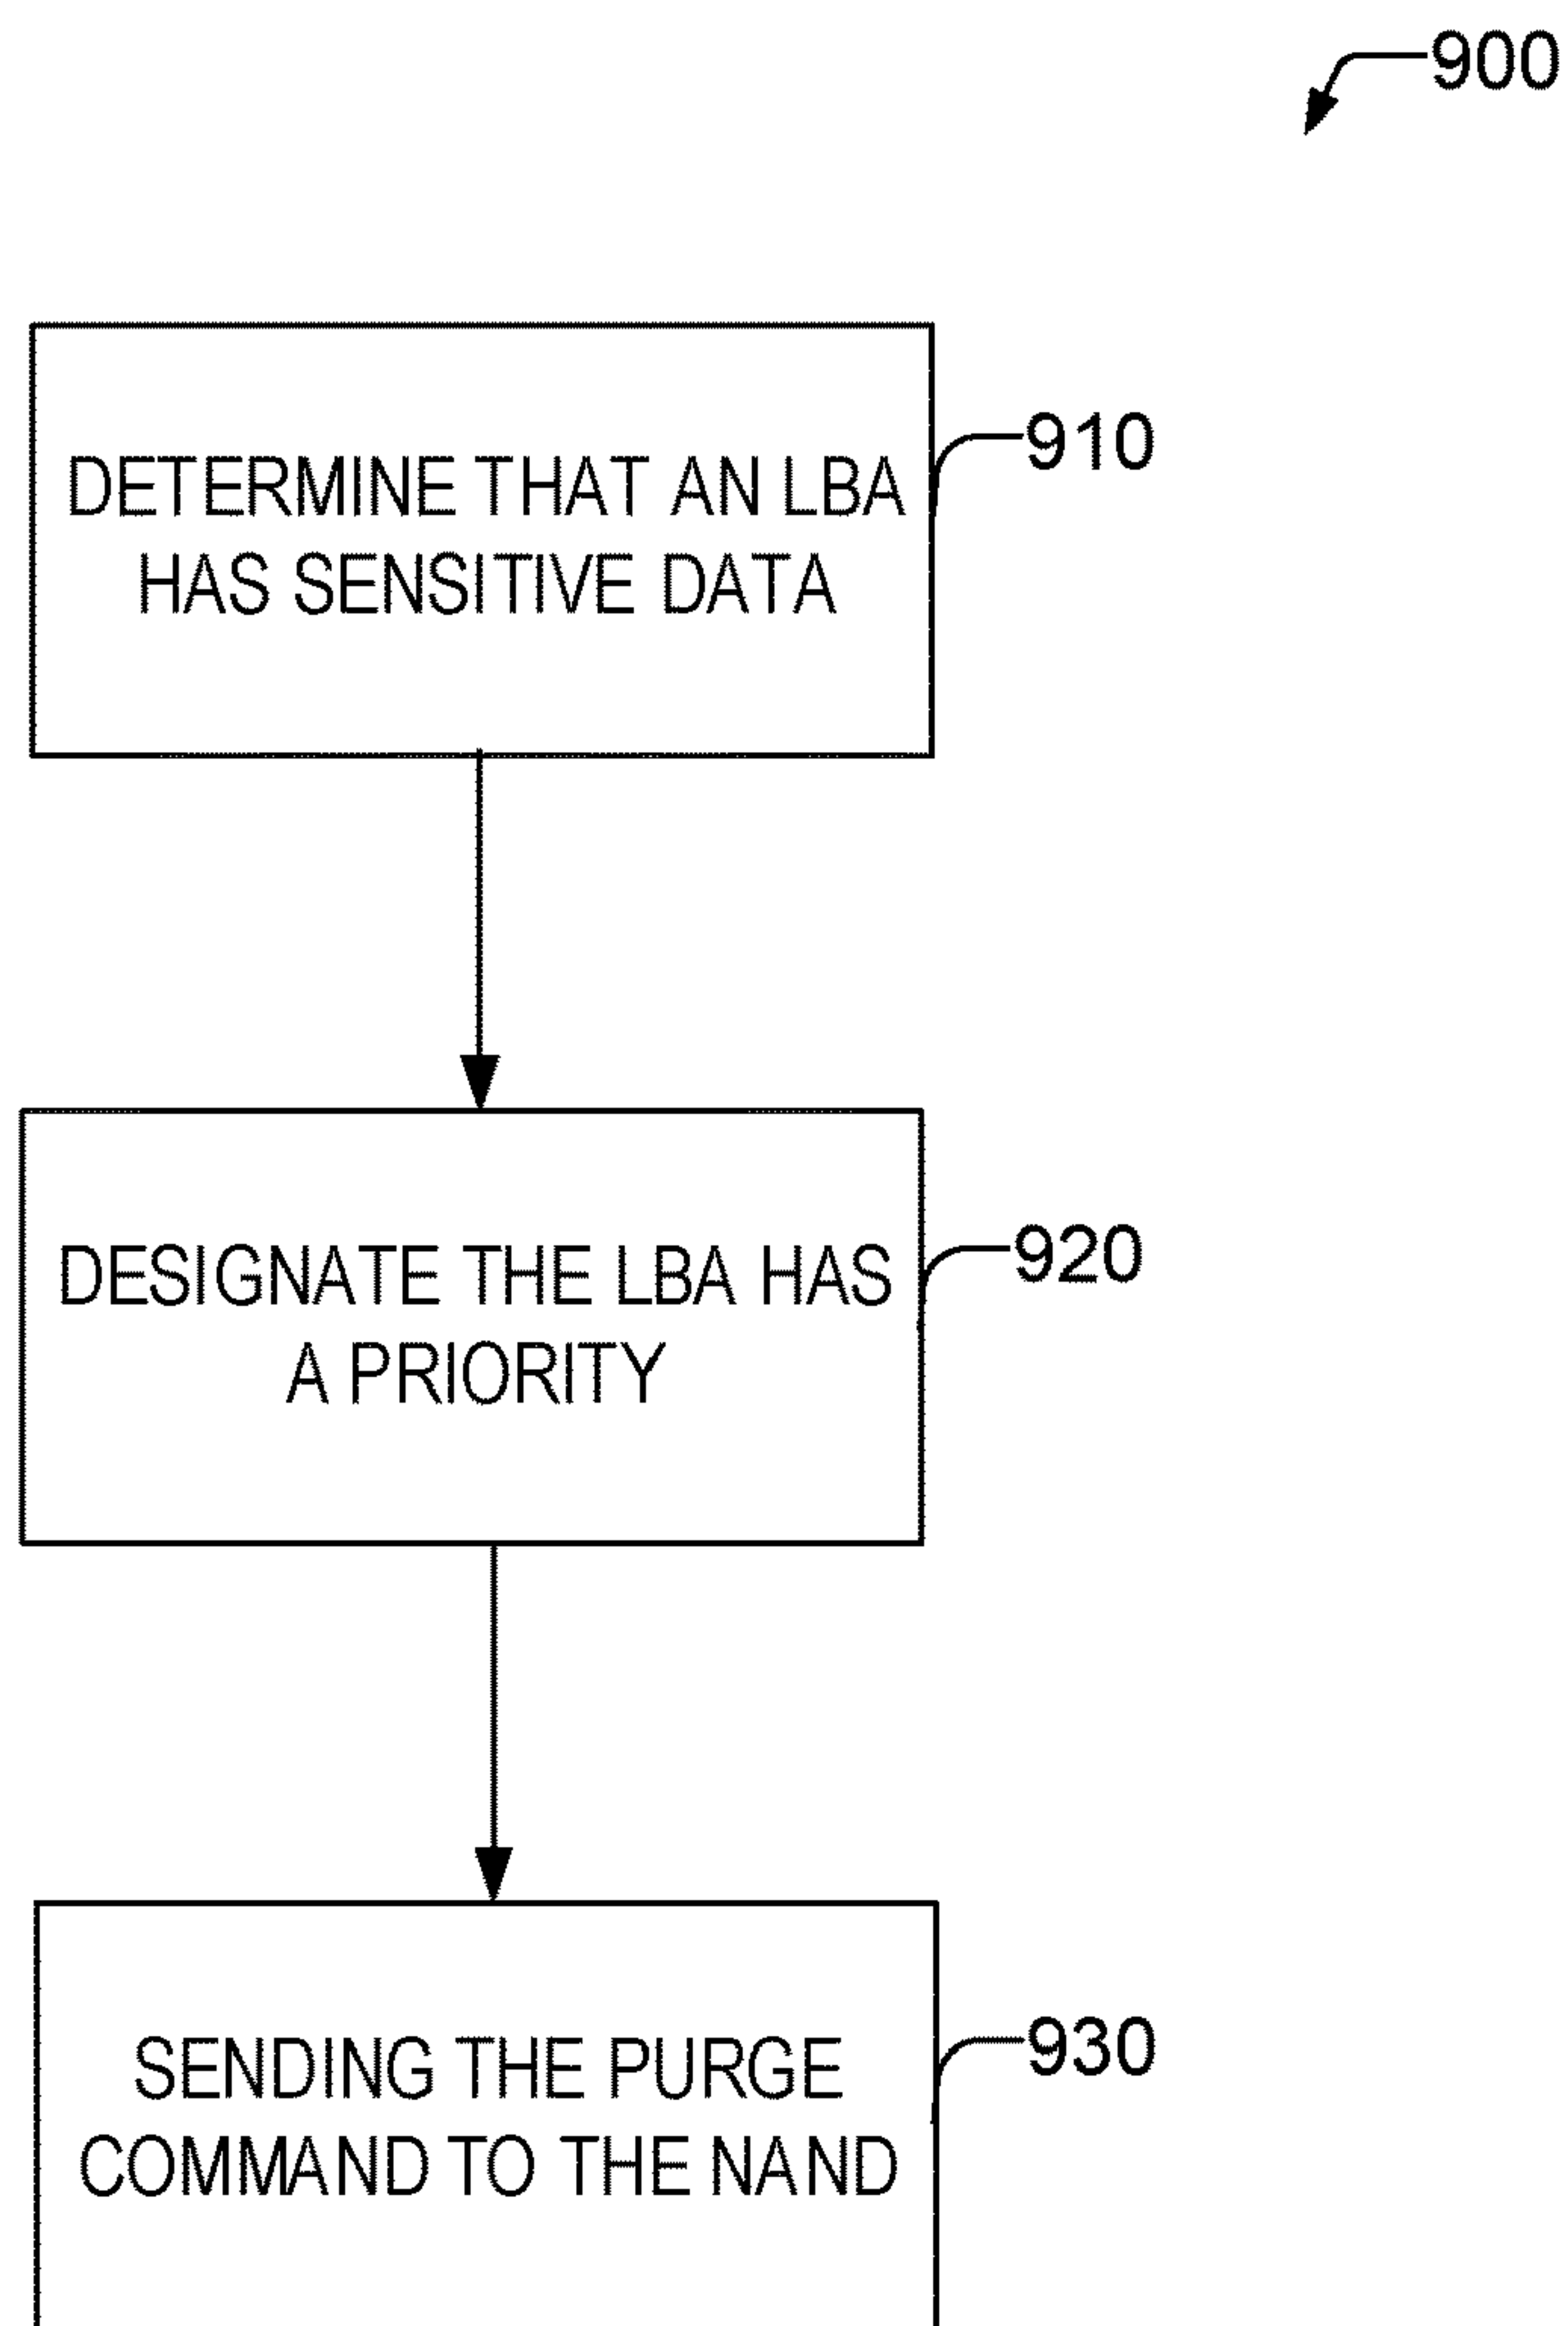 900
DETERMINE THAT AN LBA
HAS SENSITIVE DATA
910
DESIGNATE THE LBA HAS
A PRIORITY
920
SENDING THE PURGE
COMMAND TO THE NAND
930